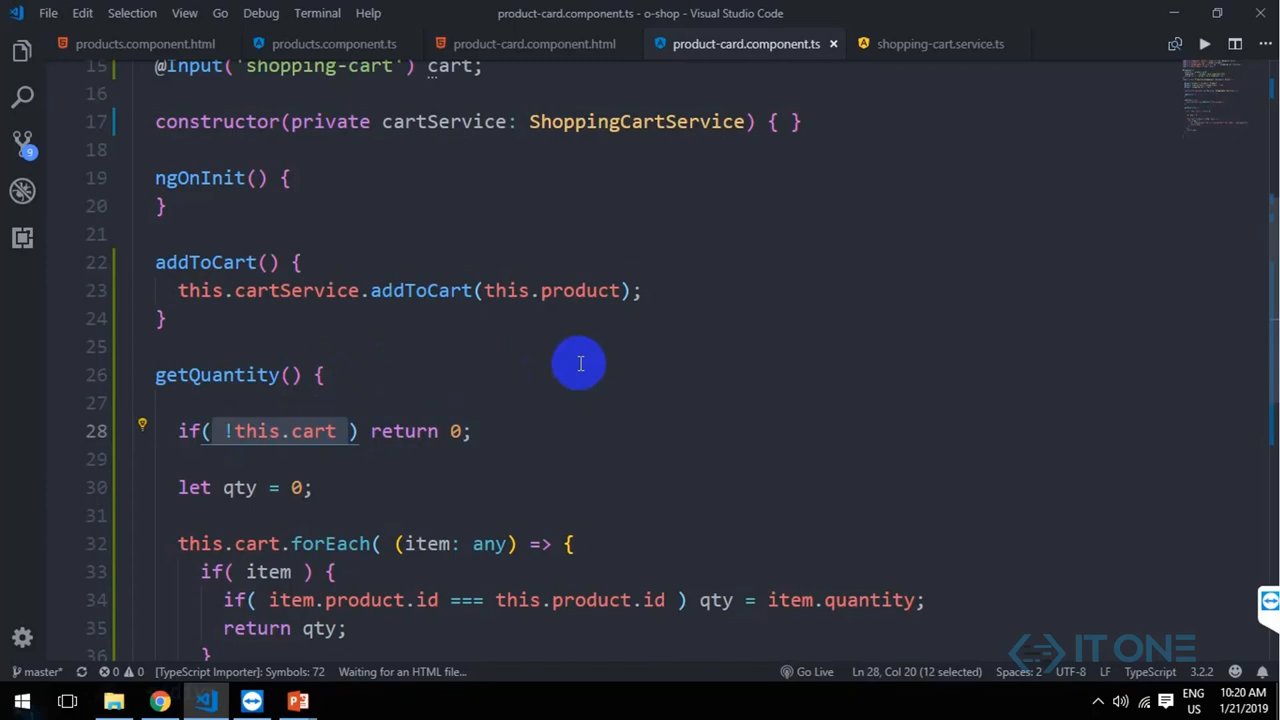 File Edit Selection View Go Debug Terminal Help product-card.component.ts - o-shop - Visual Studio Code
products.component.html products.component.ts product-card.component.html product-card.component.ts shopping-cart.service.ts
15 @Input('shopping-cart') cart;
16
17 constructor(private cartService: ShoppingCartService) { }
18
19 ngOnInit() {
20 }
21
22 addToCart() {
23 this.cartService.addToCart(this.product);
24 }
25
26 getQuantity() {
27
28 if( !this.cart ) return 0;
29
30 let qty = 0;
31
32 this.cart.forEach( (item: any) => {
33 if( item ) {
34 if( item.product.id === this.product.id ) qty = item.quantity;
35 return qty;
36 }
9
IT ONE
master* 0 0 [TypeScript Importer]: Symbols: 72 Waiting for an HTML file... Go Live Ln 28, Col 20 (12 selected) Spaces: 2 UTF-8 LF TypeScript 3.2.2
ENG 10:20 AM
US 1/21/2019